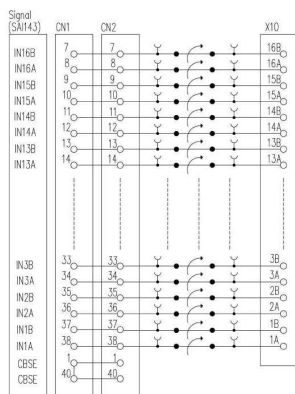 Signal
(SAI143) CN1 CN2 X10
IN16B 7 7 16B
IN16A 8 8 16A
IN15B 9 9 15B
IN15A 10 10 15A
IN14B 11 11 14B
IN14A 12 12 14A
IN13B 13 13 13B
IN13A 14 14 13A
IN3B 33 33 3B
IN3A 34 34 3A
IN2B 35 35 2B
IN2A 36 36 2A
IN1B 37 37 1B
IN1A 38 38 1A
CBSE 1 1
CBSE 40 40